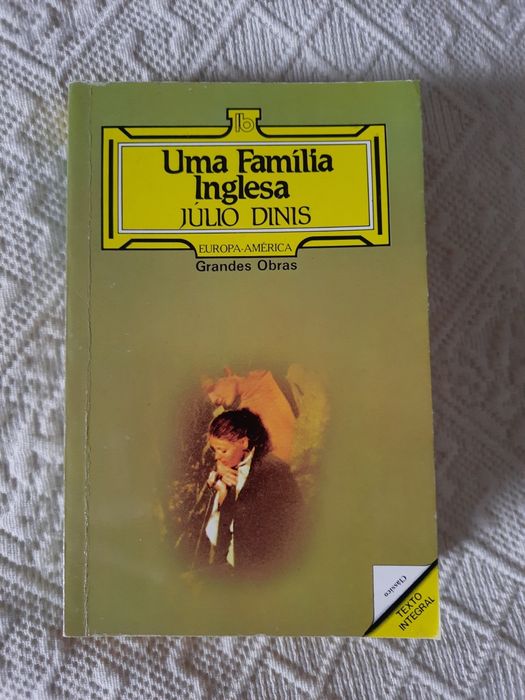 lb
Uma Família
Inglesa
JÚLIO DINIS
EUROPA-AMÉRICA
Grandes Obras
Clássico
TEXTO
INTEGRAL